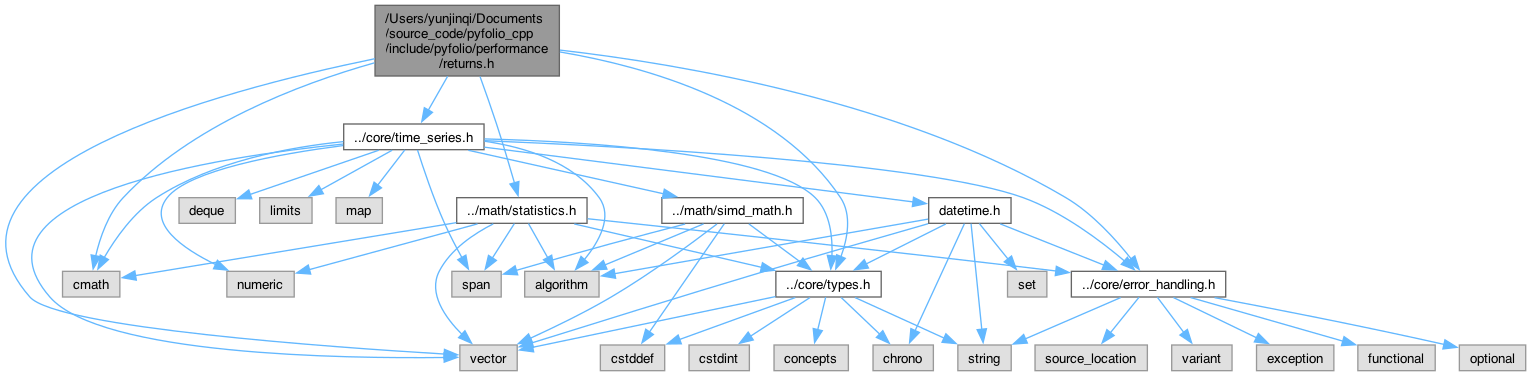 /Users/yunjinqi/Documents
/source_code/pyfolio_cpp
/include/pyfolio/performance
/returns.h
../core/time_series.h
deque
limits
map
../math/statistics.h
../math/simd_math.h
datetime.h
cmath
numeric
span
algorithm
../core/types.h
set
../core/error_handling.h
vector
cstddef
cstdint
concepts
chrono
string
source_location
variant
exception
functional
optional